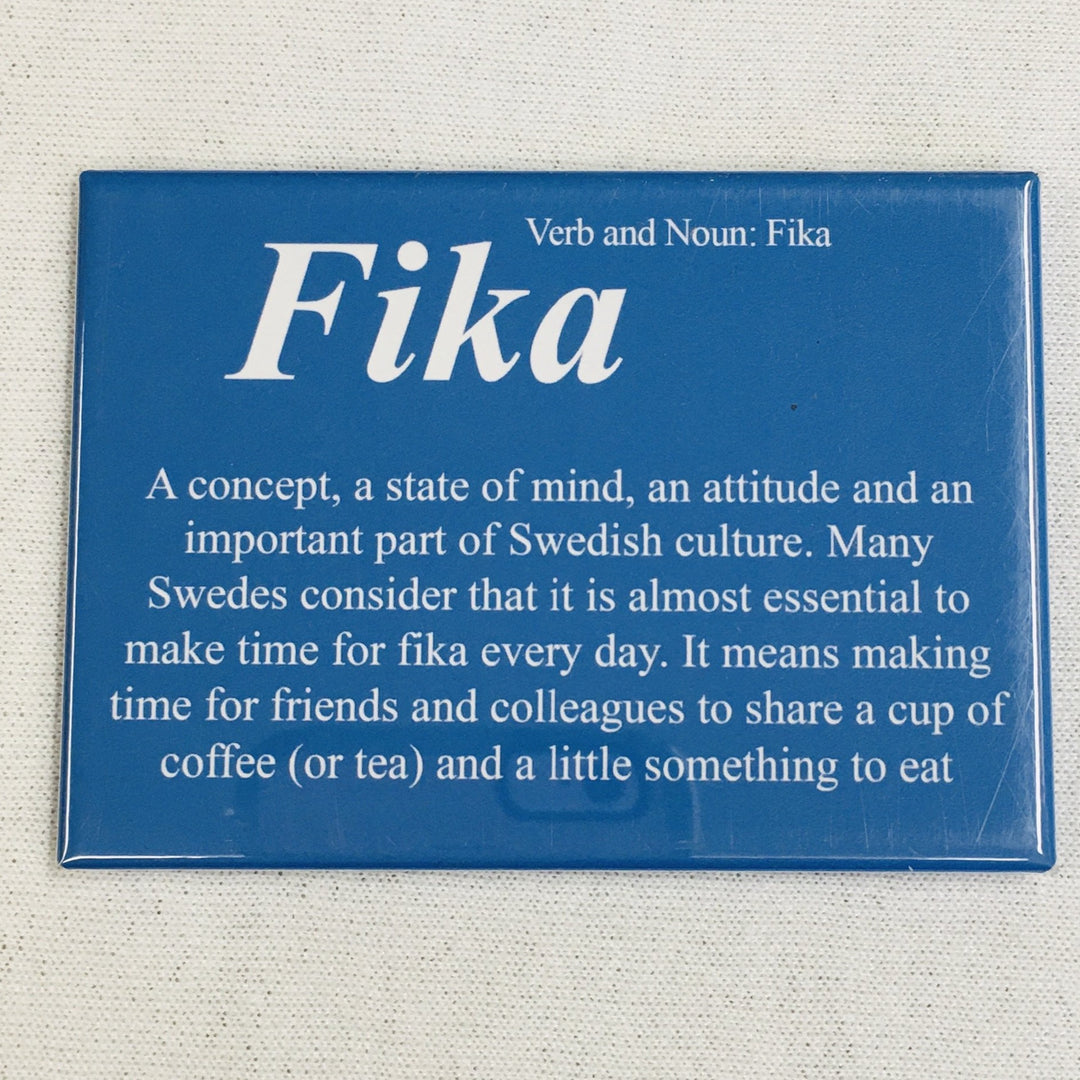 Verb and Noun: Fika
Fika
A concept, a state of mind, an attitude and an
important part of Swedish culture. Many
Swedes consider that it is almost essential to
make time for fika every day. It means making
time for friends and colleagues to share a cup of
coffee (or tea) and a little something to eat